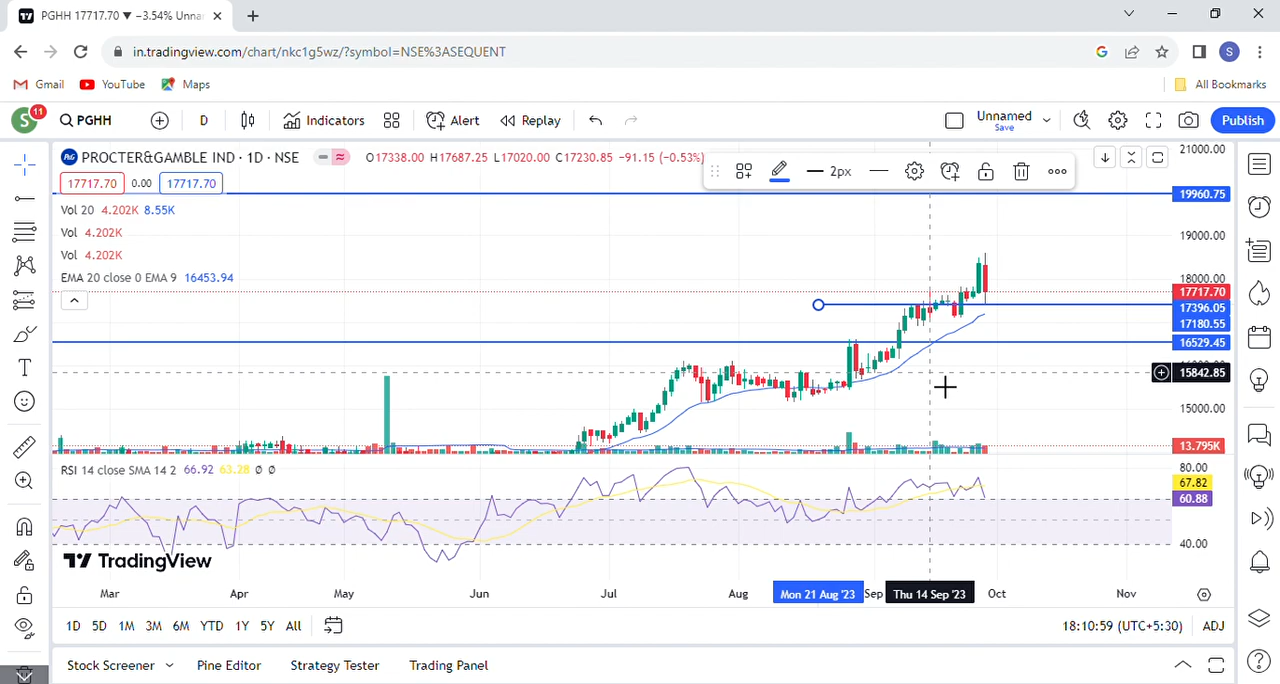 PGHH 17717.70 ▼ −3.54% Unna
in.tradingview.com/chart/nkc1g5wz/?symbol=NSE%3ASEQUENT
S
Gmail YouTube Maps All Bookmarks
S 11 PGHH D Indicators Alert Replay Unnamed Save Publish
P&G PROCTER&GAMBLE IND · 1D · NSE O17338.00 H17687.25 L17020.00 C17230.85 −91.15 (−0.53%)
2px
21000.00
17717.70 0.00 17717.70
19960.75
Vol 20 4.202K 8.55K
Vol 4.202K
19000.00
Vol 4.202K
EMA 20 close 0 EMA 9 16453.94
18000.00
17717.70
17396.05
17180.55
16529.45
15842.85
15000.00
13.795K
RSI 14 close SMA 14 2 66.92 63.28 Ø Ø
80.00
67.82
60.88
40.00
TradingView
Mar Apr May Jun Jul Aug Mon 21 Aug '23 Sep Thu 14 Sep '23 Oct Nov
1D 5D 1M 3M 6M YTD 1Y 5Y All 18:10:59 (UTC+5:30) ADJ
Stock Screener Pine Editor Strategy Tester Trading Panel